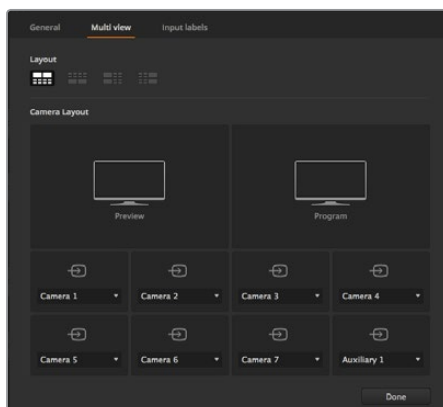 General Multi view Input labels
Layout
Camera Layout
Preview Program
Camera 1 Camera 2 Camera 3 Camera 4
Camera 5 Camera 6 Camera 7 Auxiliary 1
Done